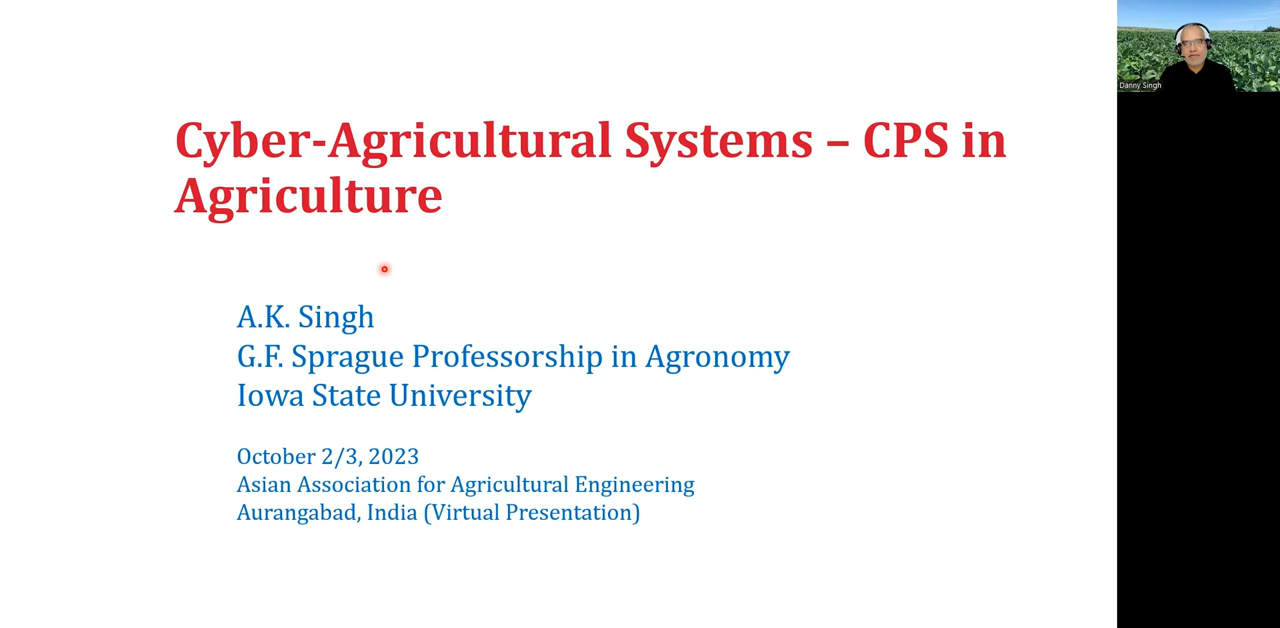 Cyber-Agricultural Systems – CPS in
Agriculture
A.K. Singh
G.F. Sprague Professorship in Agronomy
Iowa State University
October 2/3, 2023
Asian Association for Agricultural Engineering
Aurangabad, India (Virtual Presentation)
Danny Singh